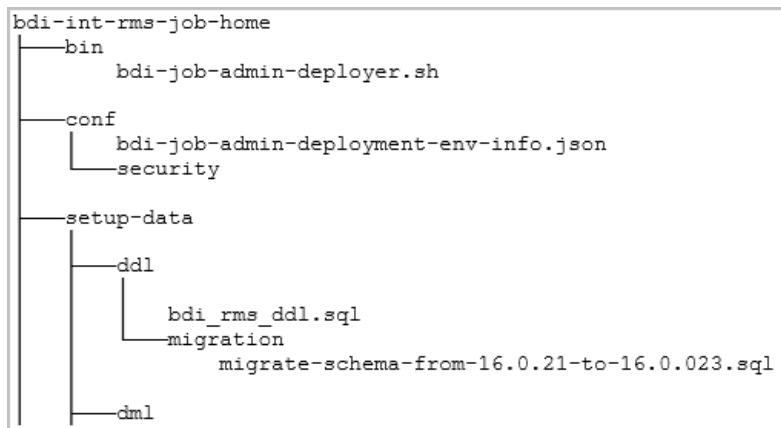 bdi-int-rms-job-home
bin
bdi-job-admin-deployer.sh
conf
bdi-job-admin-deployment-env-info.json
security
setup-data
ddl
bdi_rms_ddl.sql
migration
migrate-schema-from-16.0.21-to-16.0.023.sql
dml